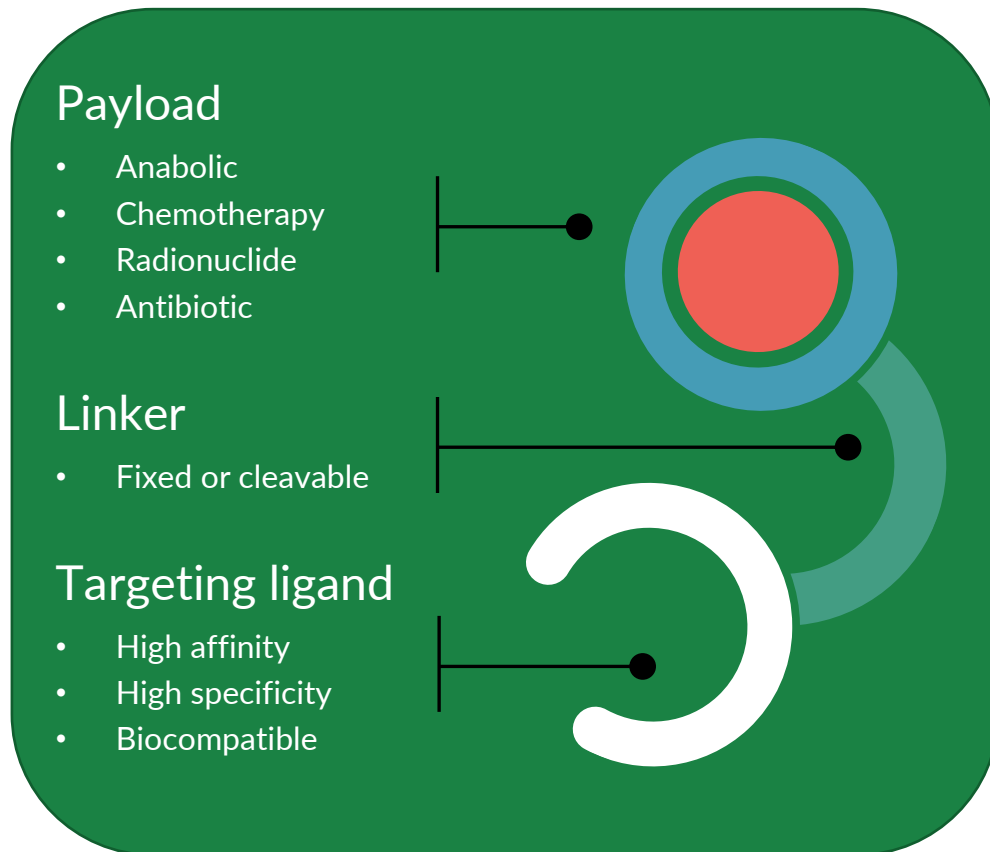 Payload
• Anabolic
• Chemotherapy
• Radionuclide
• Antibiotic
Linker
• Fixed or cleavable
Targeting ligand
• High affinity
• High specificity
• Biocompatible